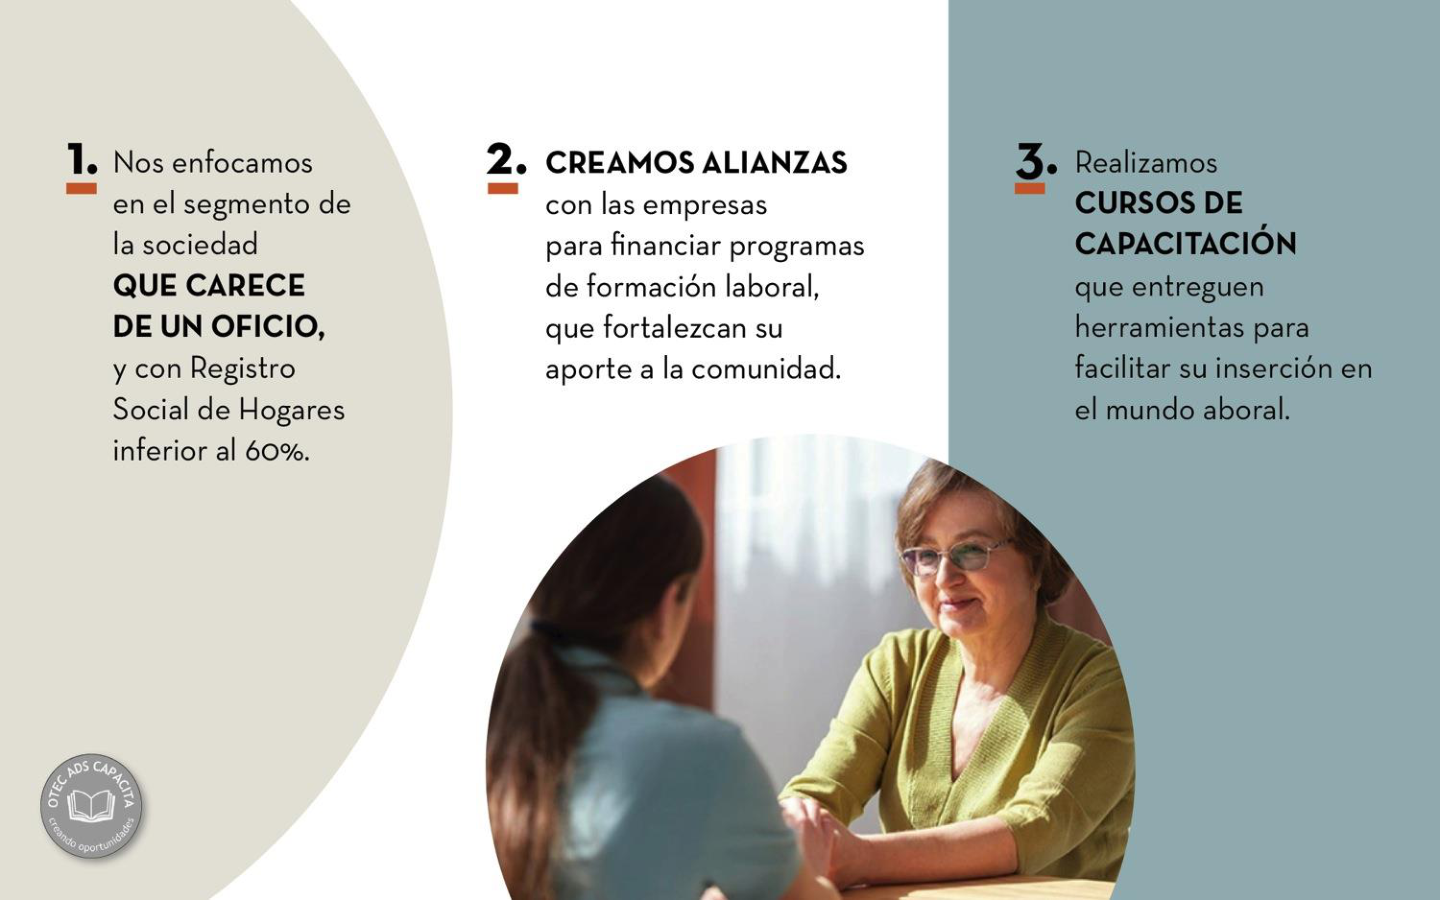 1. Nos enfocamos
en el segmento de
la sociedad
QUE CARECE
DE UN OFICIO,
y con Registro
Social de Hogares
inferior al 60%.
2. CREAMOS ALIANZAS
con las empresas
para financiar programas
de formación laboral,
que fortalezcan su
aporte a la comunidad.
3. Realizamos
CURSOS DE
CAPACITACIÓN
que entreguen
herramientas para
facilitar su inserción en
el mundo aboral.
OTEC ADS CAPACITA
creando oportunidades